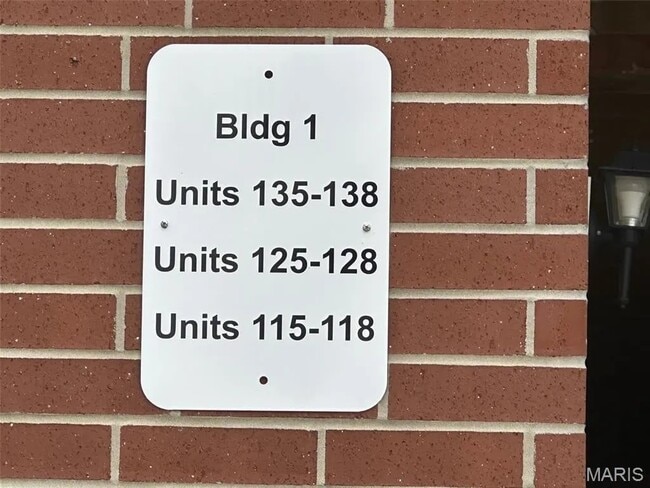 Bldg 1
Units 135-138
Units 125-128
Units 115-118
MARIS